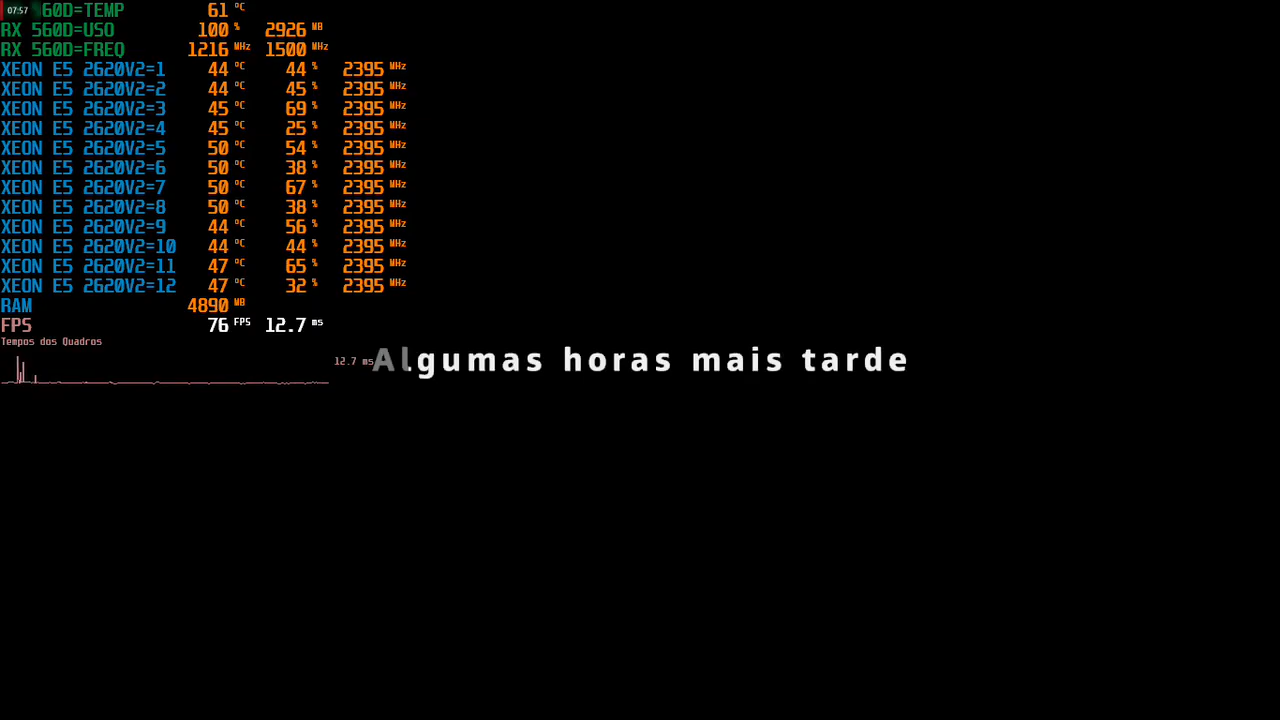 07:57 60D=TEMP 61 °C
RX 560D=USO 100 % 2926 MB
RX 560D=FREQ 1216 MHz 1500 MHz
XEON E5 2620V2=1 44 °C 44 % 2395 MHz
XEON E5 2620V2=2 44 °C 45 % 2395 MHz
XEON E5 2620V2=3 45 °C 69 % 2395 MHz
XEON E5 2620V2=4 45 °C 25 % 2395 MHz
XEON E5 2620V2=5 50 °C 54 % 2395 MHz
XEON E5 2620V2=6 50 °C 38 % 2395 MHz
XEON E5 2620V2=7 50 °C 67 % 2395 MHz
XEON E5 2620V2=8 50 °C 38 % 2395 MHz
XEON E5 2620V2=9 44 °C 56 % 2395 MHz
XEON E5 2620V2=10 44 °C 44 % 2395 MHz
XEON E5 2620V2=11 47 °C 65 % 2395 MHz
XEON E5 2620V2=12 47 °C 32 % 2395 MHz
RAM 4890 MB
FPS 76 FPS 12.7 ms
Tempos dos Quadros
12.7 ms
Algumas horas mais tarde